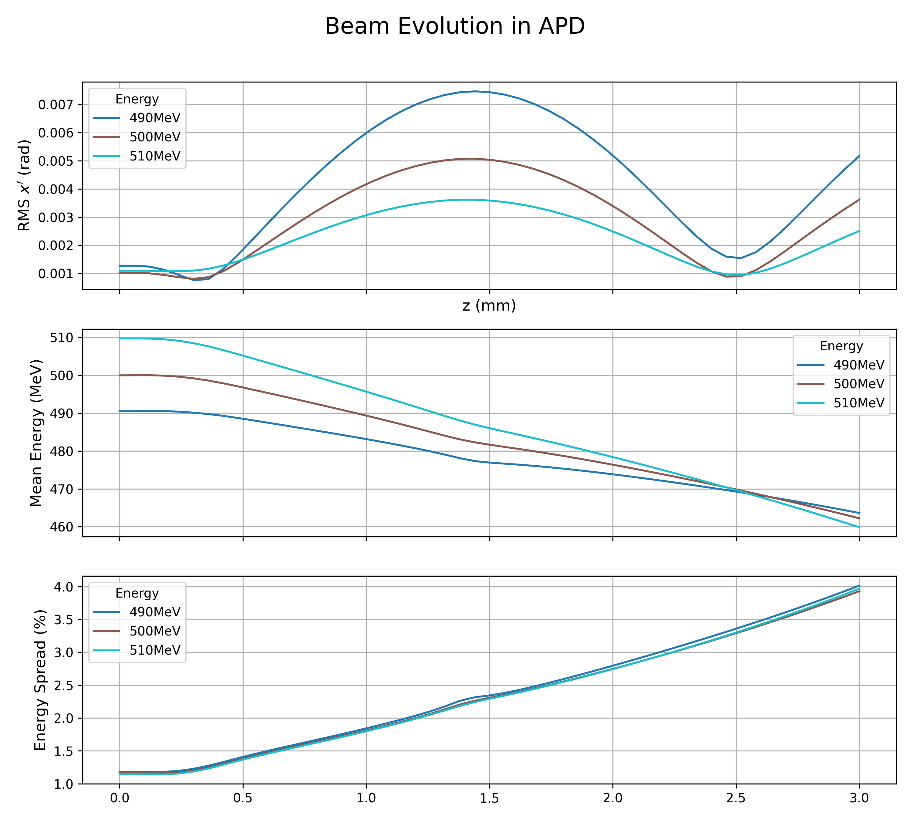 Beam Evolution in APD
RMS x′ (rad)
0.007
0.006
0.005
0.004
0.003
0.002
0.001
Energy
490MeV
500MeV
510MeV
z (mm)
Mean Energy (MeV)
510
500
490
480
470
460
Energy
490MeV
500MeV
510MeV
Energy Spread (%)
4.0
3.5
3.0
2.5
2.0
1.5
1.0
Energy
490MeV
500MeV
510MeV
0.0 0.5 1.0 1.5 2.0 2.5 3.0